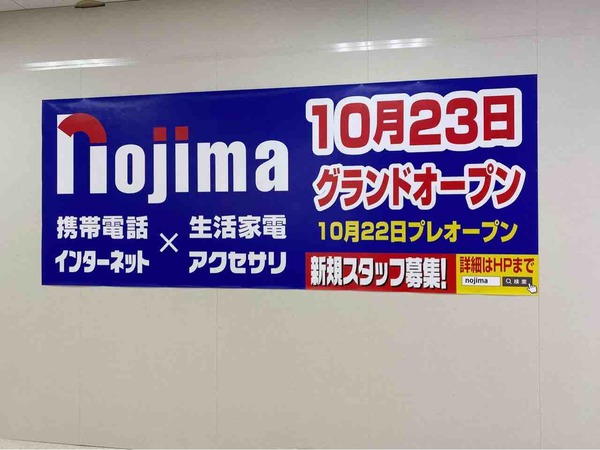 nojima
携帯電話
インターネット
×
生活家電
アクセサリ
10月23日
グランドオープン
10月22日プレオープン
新規スタッフ募集!
詳細はHPまで
nojima
検索